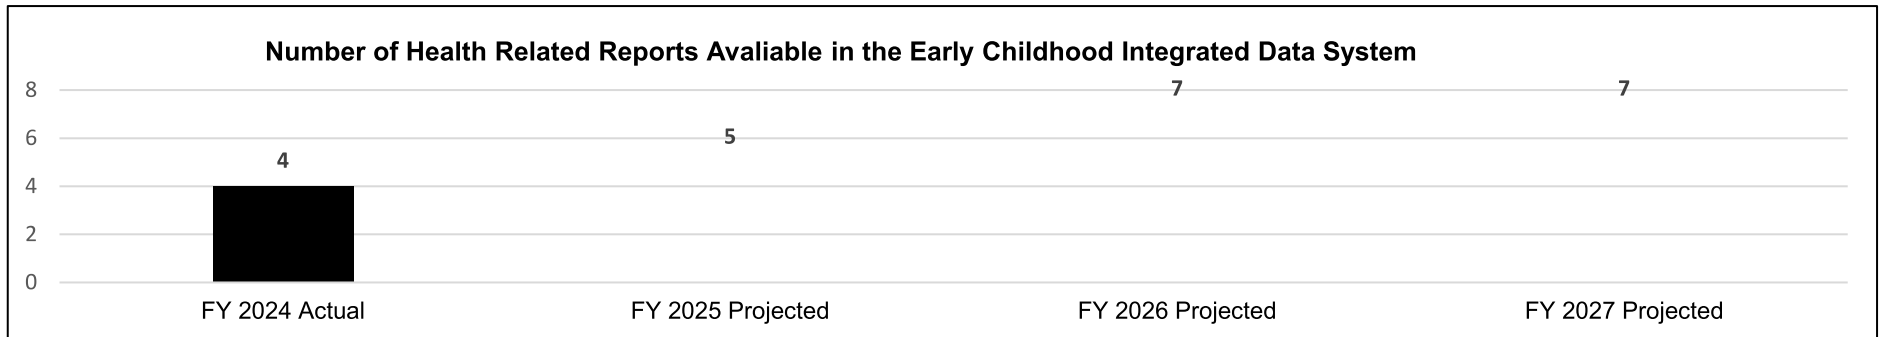 Number of Health Related Reports Avaliable in the Early Childhood Integrated Data System
8
7
7
6
5
4
4
2
0
FY 2024 Actual
FY 2025 Projected
FY 2026 Projected
FY 2027 Projected